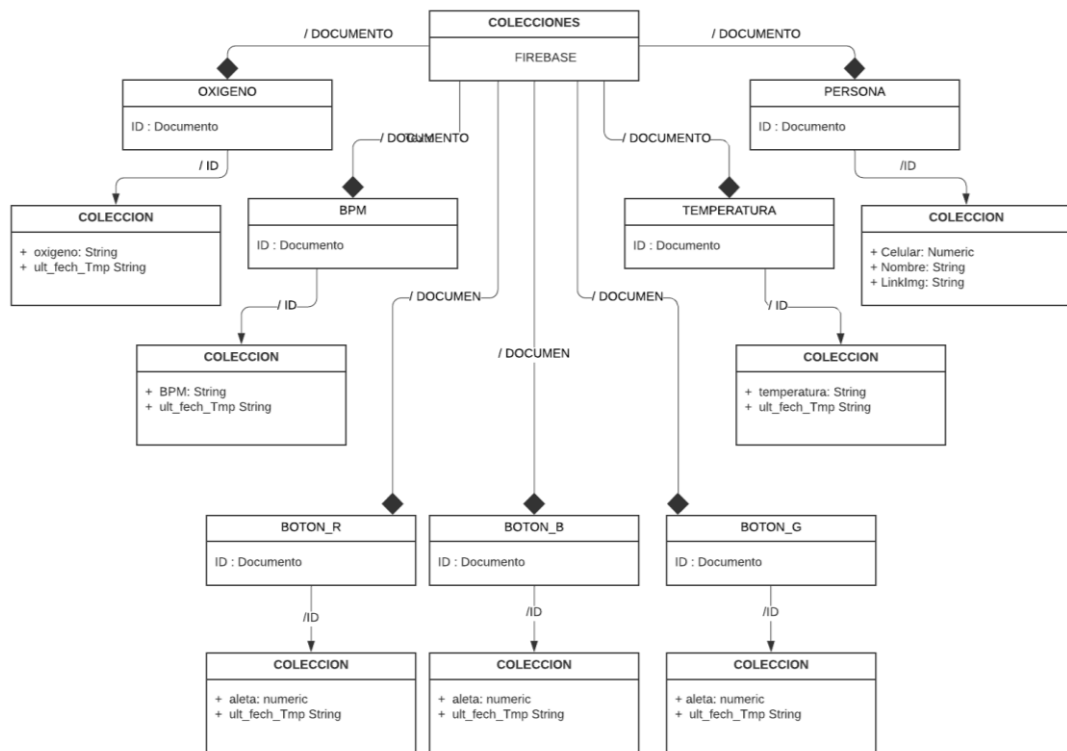 COLECCIONES
FIREBASE
/ DOCUMENTO
/ DOCUMENTO
OXIGENO
ID : Documento
PERSONA
ID : Documento
/ DOCUMENTO
/ DOCUMENTO
/ ID
/ID
COLECCION
+ oxigeno: String
+ ult_fech_Tmp String
BPM
ID : Documento
TEMPERATURA
ID : Documento
COLECCION
+ Celular: Numeric
+ Nombre: String
+ LinkImg: String
/ ID
/ DOCUMEN
/ DOCUMEN
/ ID
COLECCION
+ BPM: String
+ ult_fech_Tmp String
/ DOCUMEN
COLECCION
+ temperatura: String
+ ult_fech_Tmp String
BOTON_R
ID : Documento
BOTON_B
ID : Documento
BOTON_G
ID : Documento
/ID
/ID
/ID
COLECCION
+ aleta: numeric
+ ult_fech_Tmp String
COLECCION
+ aleta: numeric
+ ult_fech_Tmp String
COLECCION
+ aleta: numeric
+ ult_fech_Tmp String